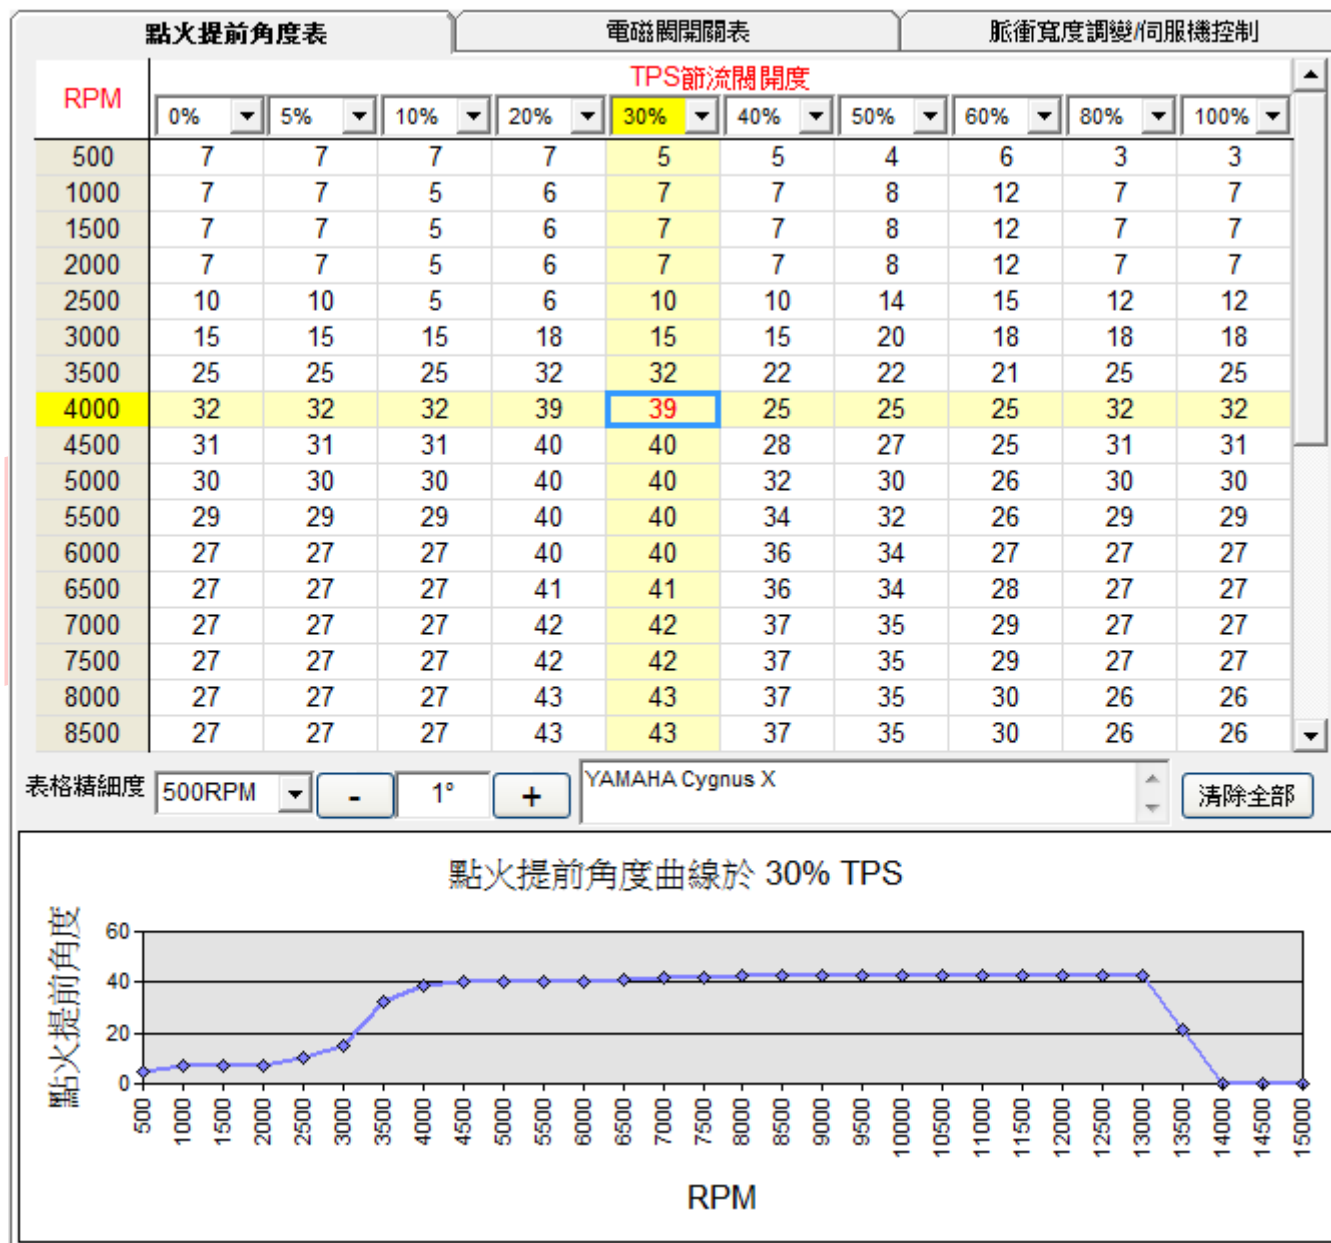 點火提前角度表 電磁閥開關表 脈衝寬度調變/伺服機控制
TPS節流閥開度
RPM
0% 5% 10% 20% 30% 40% 50% 60% 80% 100%
500 7 7 7 7 5 5 4 6 3 3
1000 7 7 5 6 7 7 8 12 7 7
1500 7 7 5 6 7 7 8 12 7 7
2000 7 7 5 6 7 7 8 12 7 7
2500 10 10 5 6 10 10 14 15 12 12
3000 15 15 15 18 15 15 20 18 18 18
3500 25 25 25 32 32 22 22 21 25 25
4000 32 32 32 39 39 25 25 25 32 32
4500 31 31 31 40 40 28 27 25 31 31
5000 30 30 30 40 40 32 30 26 30 30
5500 29 29 29 40 40 34 32 26 29 29
6000 27 27 27 40 40 36 34 27 27 27
6500 27 27 27 41 41 36 34 28 27 27
7000 27 27 27 42 42 37 35 29 27 27
7500 27 27 27 42 42 37 35 29 27 27
8000 27 27 27 43 43 37 35 30 26 26
8500 27 27 27 43 43 37 35 30 26 26
表格精細度 500RPM - 1° + YAMAHA Cygnus X 清除全部
點火提前角度曲線於 30% TPS
點火提前角度
60
40
20
0
500 1000 1500 2000 2500 3000 3500 4000 4500 5000 5500 6000 6500 7000 7500 8000 8500 9000 9500 10000 10500 11000 11500 12000 12500 13000 13500 14000 14500 15000
RPM